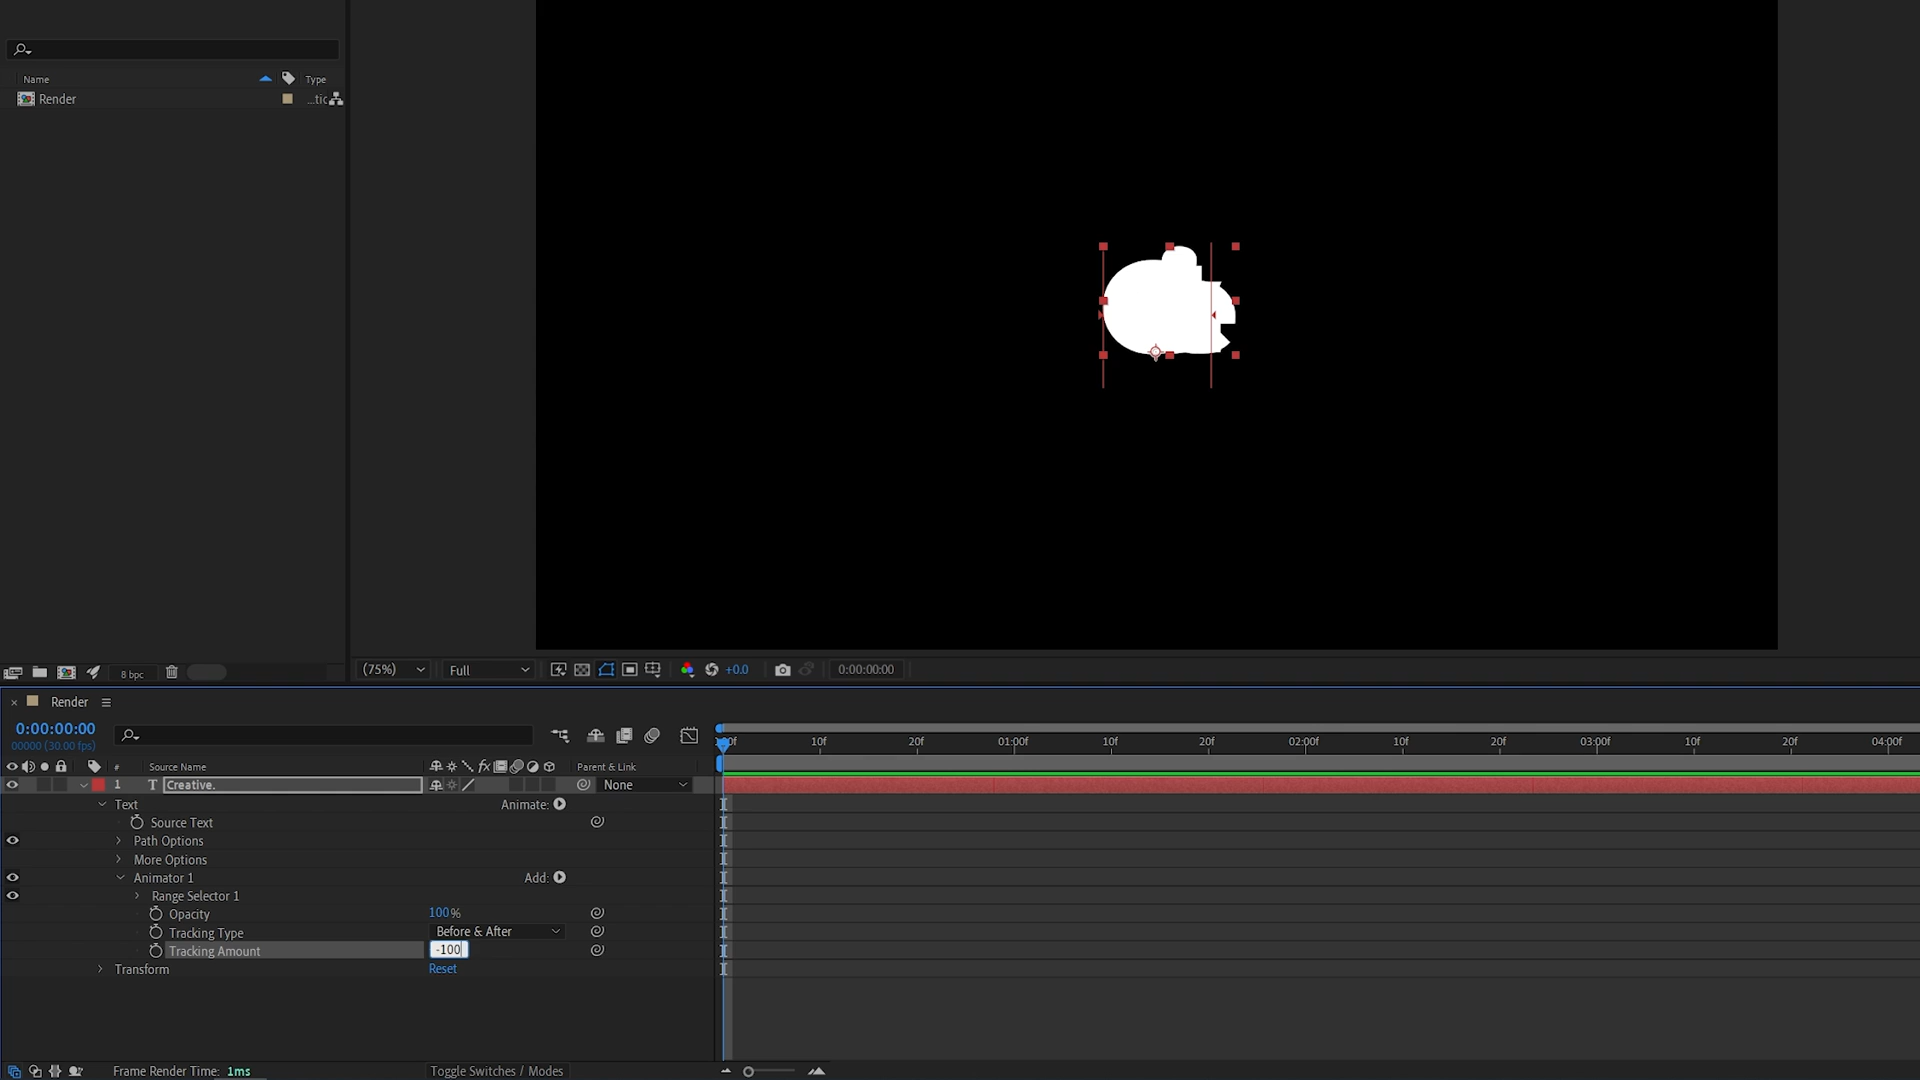 Name Type
Render ...tic
8 bpc
(75%) Full +0.0 0:00:00:00
× Render
0:00:00:00
00000 (30.00 fps)
10f 20f 01:00f 10f 20f 02:00f 10f 20f 03:00f 10f 20f 04:00f
# Source Name fx Parent & Link
1 T Creative. None
Text Animate:
Source Text
Path Options
More Options
Animator 1 Add:
Range Selector 1
Opacity 100%
Tracking Type Before & After
Tracking Amount -100
Transform Reset
Frame Render Time: 1ms Toggle Switches / Modes